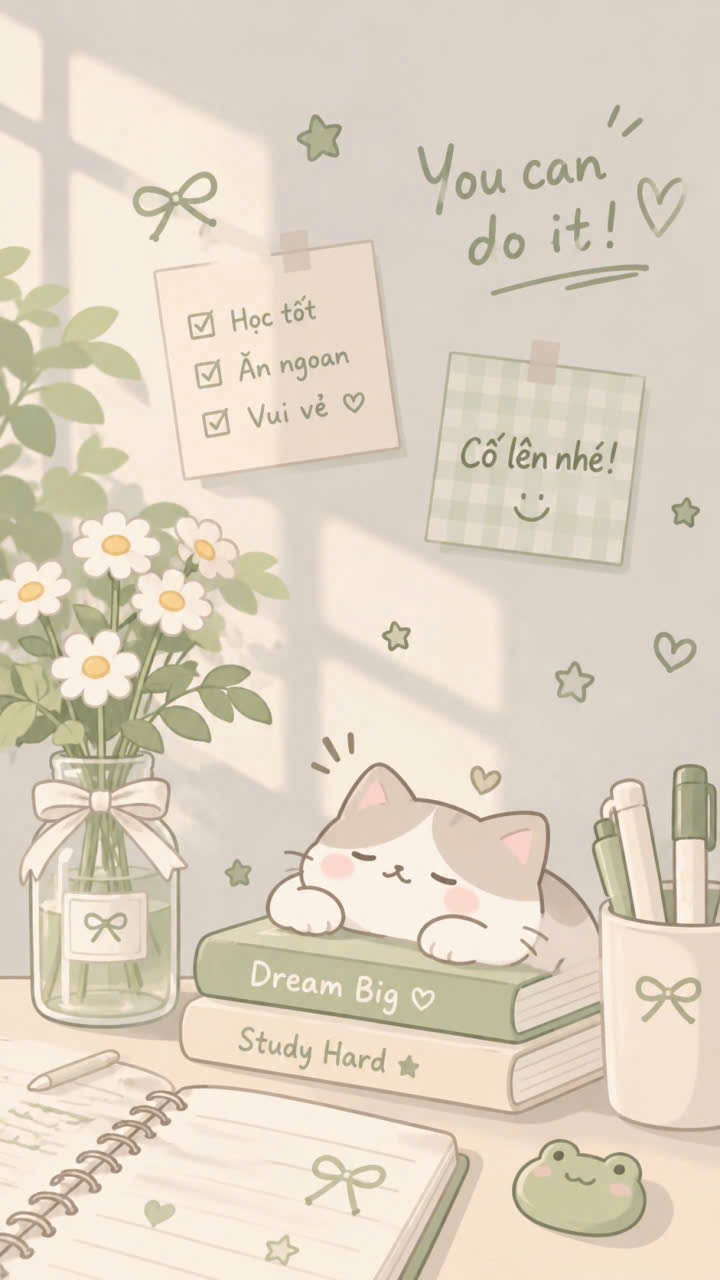 You can
do it!
Học tốt
Ăn ngoan
Vui vẻ
Cố lên nhé!
Dream Big
Study Hard